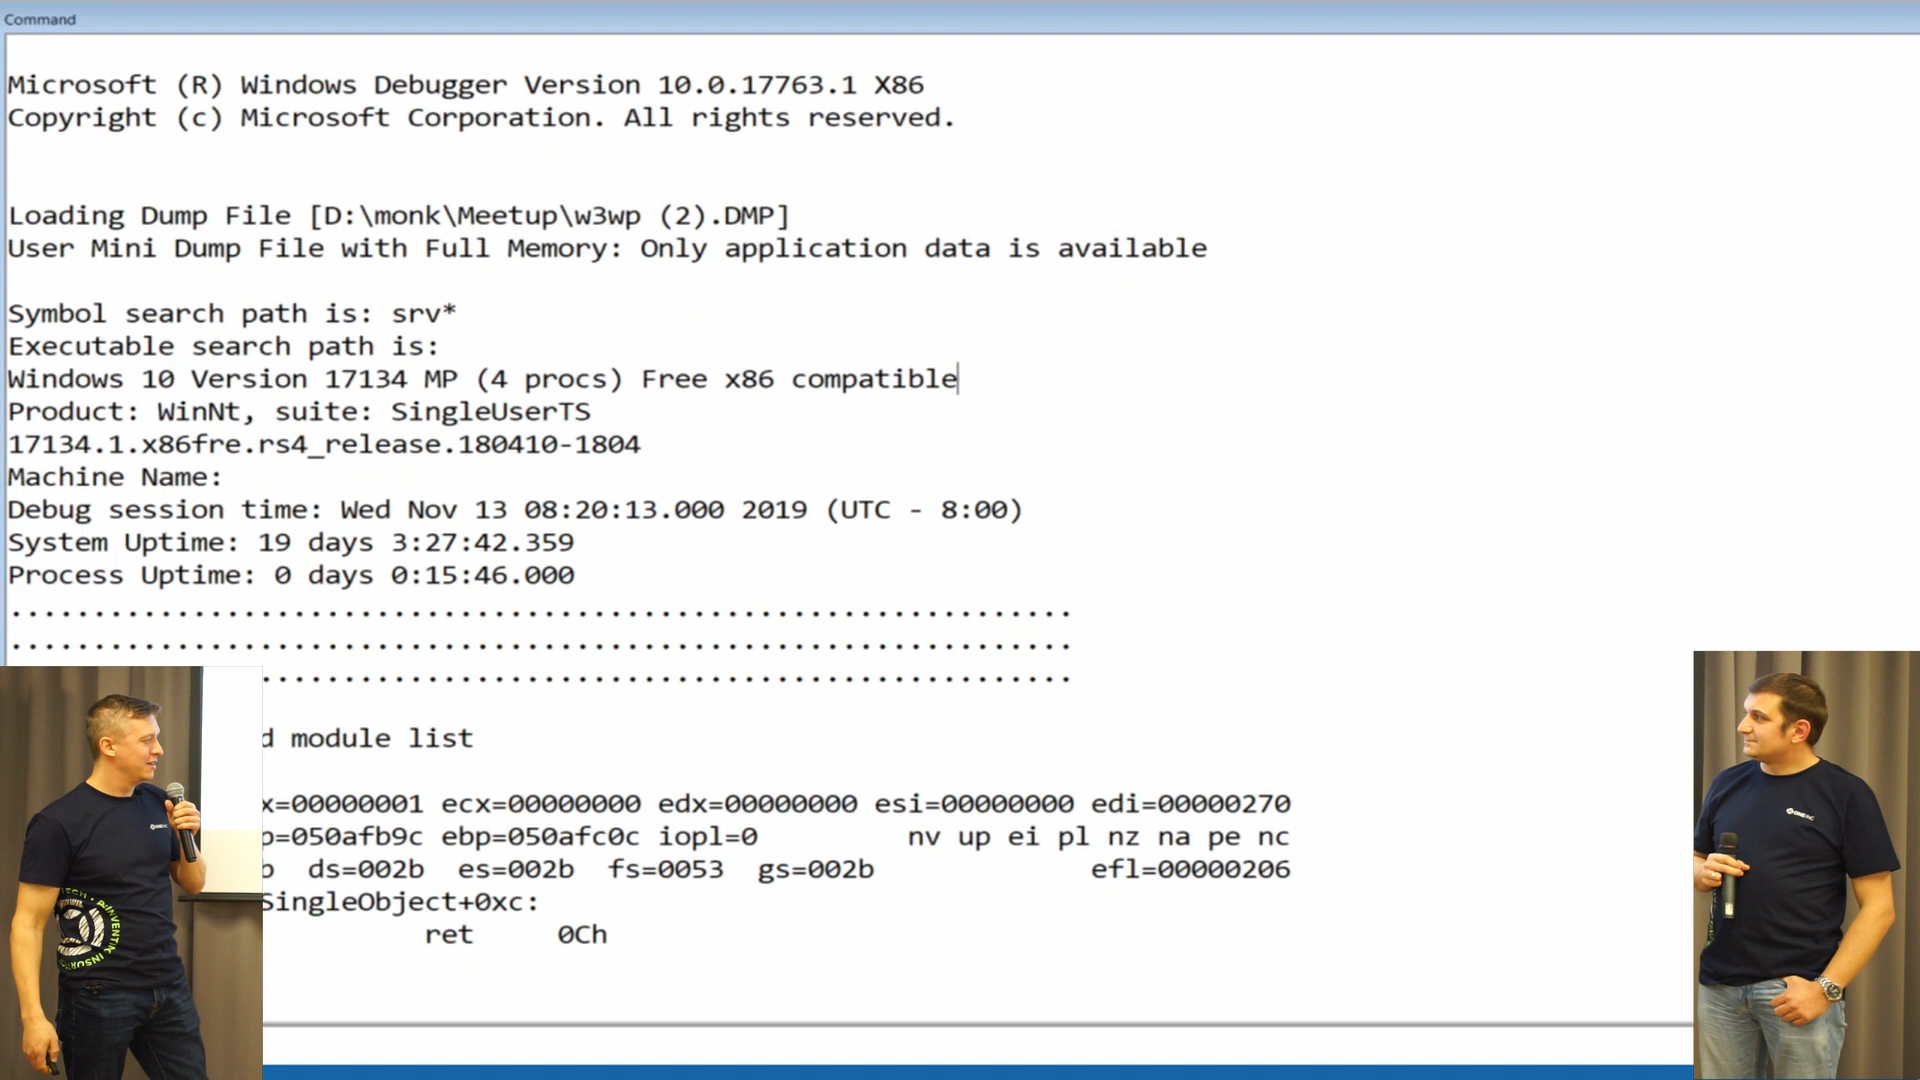 Command
Microsoft (R) Windows Debugger Version 10.0.17763.1 X86
Copyright (c) Microsoft Corporation. All rights reserved.
Loading Dump File [D:\monk\Meetup\w3wp (2).DMP]
User Mini Dump File with Full Memory: Only application data is available
Symbol search path is: srv*
Executable search path is:
Windows 10 Version 17134 MP (4 procs) Free x86 compatible
Product: WinNt, suite: SingleUserTS
17134.1.x86fre.rs4_release.180410-1804
Machine Name:
Debug session time: Wed Nov 13 08:20:13.000 2019 (UTC - 8:00)
System Uptime: 19 days 3:27:42.359
Process Uptime: 0 days 0:15:46.000
................................................................
................................................................
.................................................
d module list
x=00000001 ecx=00000000 edx=00000000 esi=00000000 edi=00000270
p=050afb9c ebp=050afc0c iopl=0 nv up ei pl nz na pe nc
ds=002b es=002b fs=0053 gs=002b efl=00000206
SingleObject+0xc:
ret 0Ch